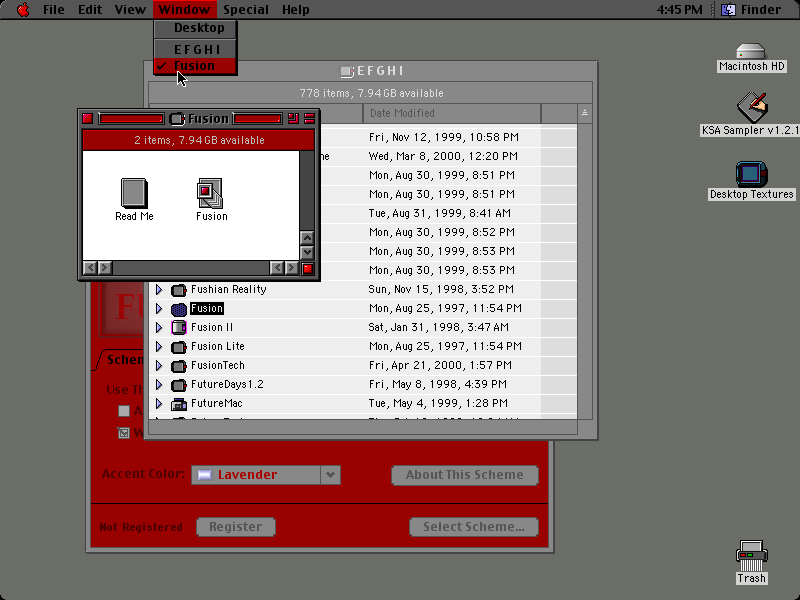 File Edit View Window Special Help 4:45 PM Finder
Desktop
E F G H I
✓ Fusion
E F G H I
778 items, 7.94 GB available
Date Modified
Fusion
2 items, 7.94 GB available
Read Me
Fusion
Fri, Nov 12, 1999, 10:58 PM
me Wed, Mar 8, 2000, 12:20 PM
Mon, Aug 30, 1999, 8:51 PM
Mon, Aug 30, 1999, 8:51 PM
Tue, Aug 31, 1999, 8:41 AM
Mon, Aug 30, 1999, 8:52 PM
Mon, Aug 30, 1999, 8:53 PM
Mon, Aug 30, 1999, 8:53 PM
Fushian Reality Sun, Nov 15, 1998, 3:52 PM
Fusion Mon, Aug 25, 1997, 11:54 PM
Fusion II Sat, Jan 31, 1998, 3:47 AM
Fusion Lite Mon, Aug 25, 1997, 11:54 PM
FusionTech Fri, Apr 21, 2000, 1:57 PM
FutureDays1.2 Fri, May 8, 1998, 4:39 PM
FutureMac Tue, May 4, 1999, 1:28 PM
FU
Schem
Use Th
Accent Color: Lavender About This Scheme
Not Registered Register Select Scheme...
Macintosh HD
KSA Sampler v1.2.1
Desktop Textures
Trash